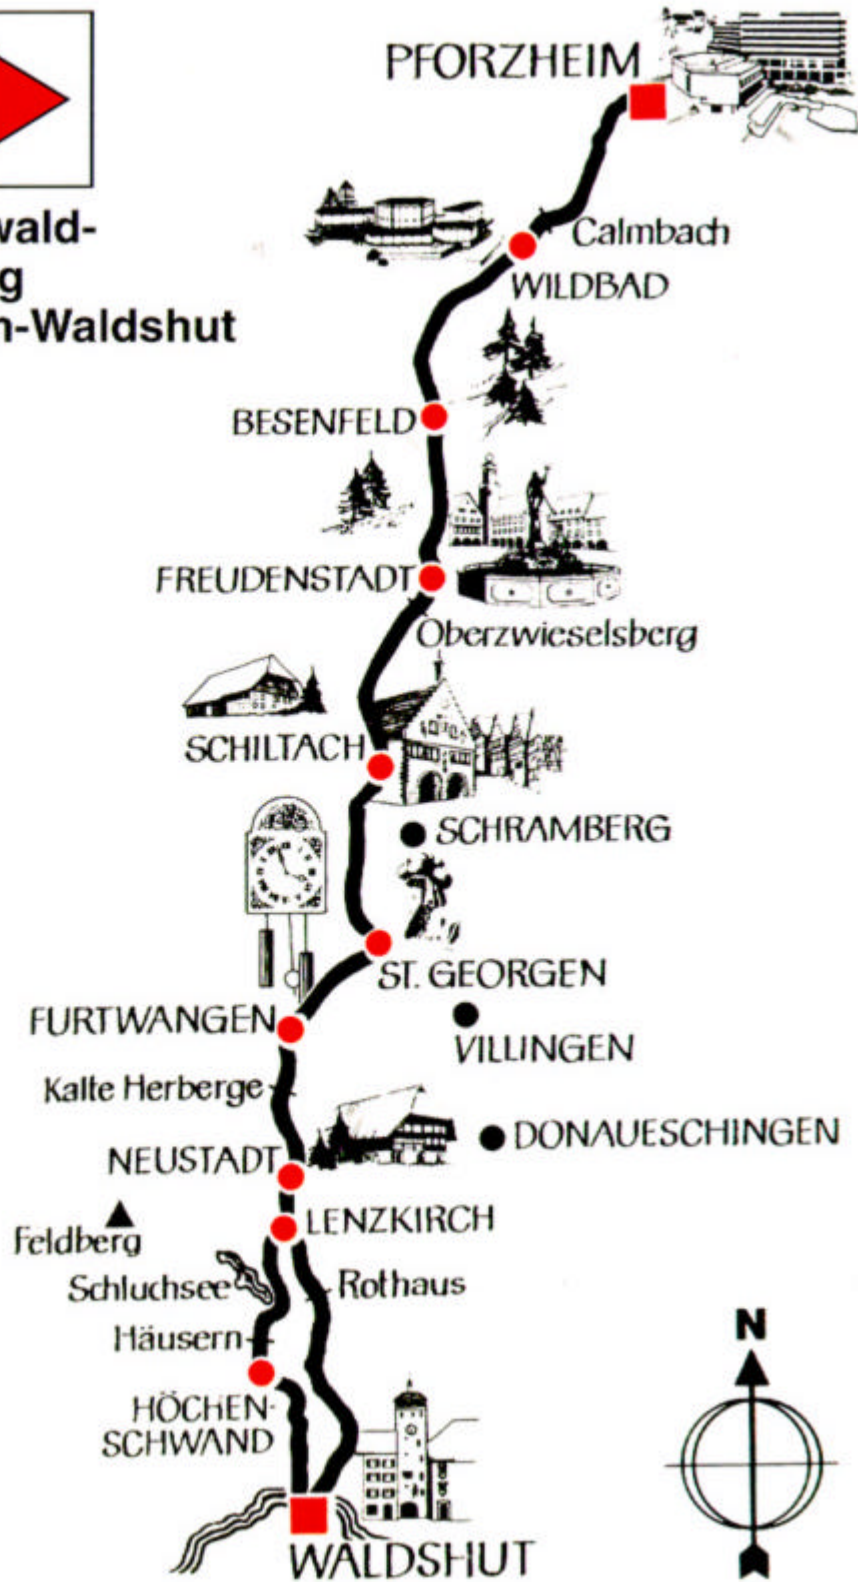 PFORZHEIM
wald-
g
n-Waldshut
Calmbach
WILDBAD
BESENFELD
FREUDENSTADT
Oberzwieselsberg
SCHILTACH
SCHRAMBERG
ST. GEORGEN
FURTWANGEN
VILLINGEN
Kalte Herberge
DONAUESCHINGEN
NEUSTADT
LENZKIRCH
Feldberg
Schluchsee
Rothaus
Häusern
N
HÖCHEN-
SCHWAND
WALDSHUT